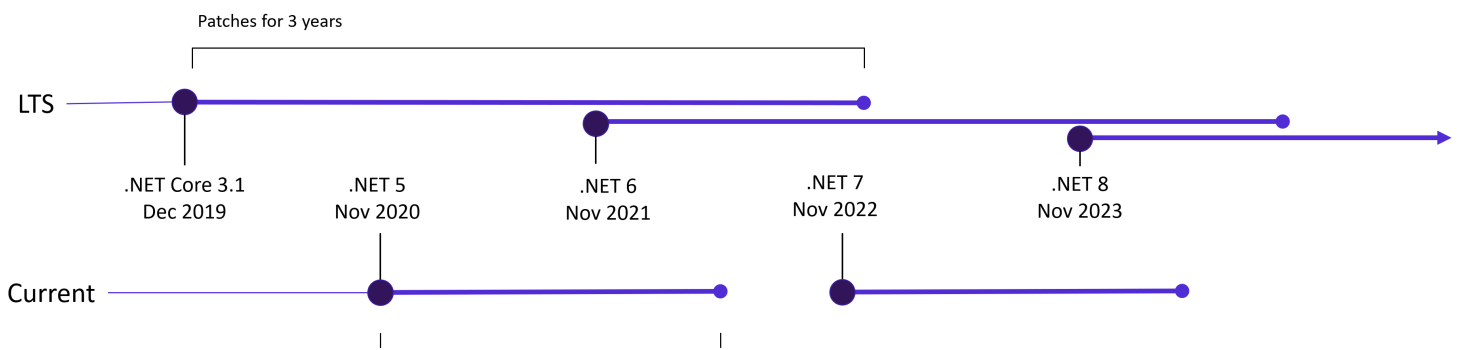 Patches for 3 years
LTS
.NET Core 3.1
Dec 2019
.NET 5
Nov 2020
.NET 6
Nov 2021
.NET 7
Nov 2022
.NET 8
Nov 2023
Current